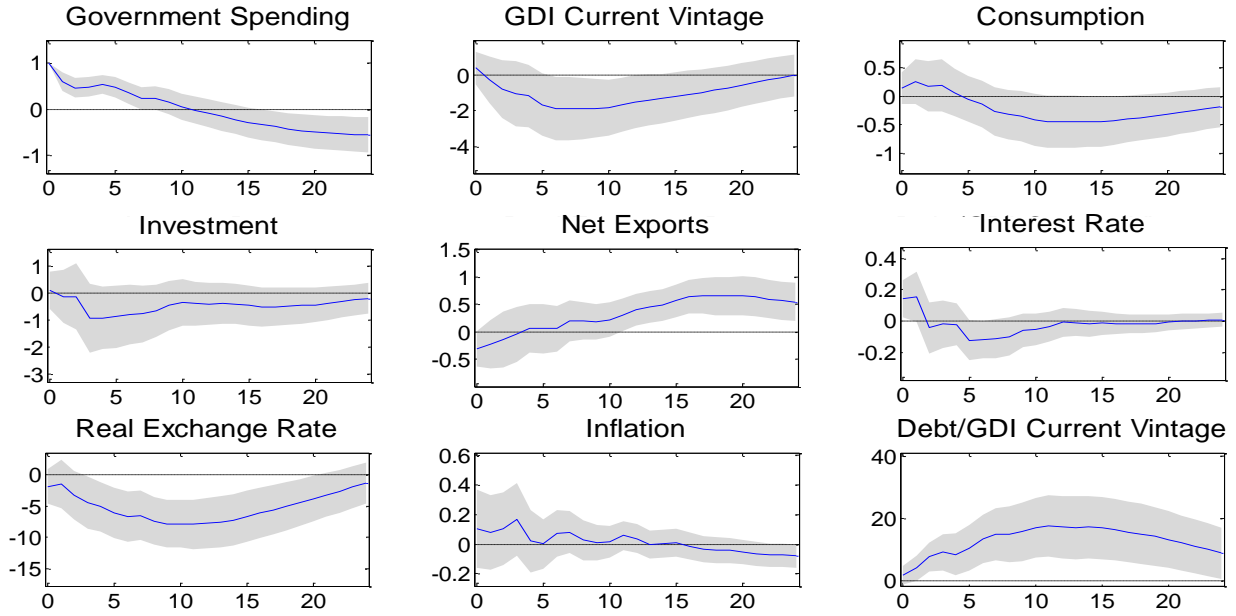 Government Spending
GDI Current Vintage
Consumption
1
0
-1
0 5 10 15 20
0
-2
-4
0 5 10 15 20
0.5
0
-0.5
-1
0 5 10 15 20
Investment
Net Exports
Interest Rate
1
0
-1
-2
-3
0 5 10 15 20
1.5
1
0.5
0
-0.5
0 5 10 15 20
0.4
0.2
0
-0.2
0 5 10 15 20
Real Exchange Rate
Inflation
Debt/GDI Current Vintage
0
-5
-10
-15
0 5 10 15 20
0.6
0.4
0.2
0
-0.2
0 5 10 15 20
40
20
0
0 5 10 15 20